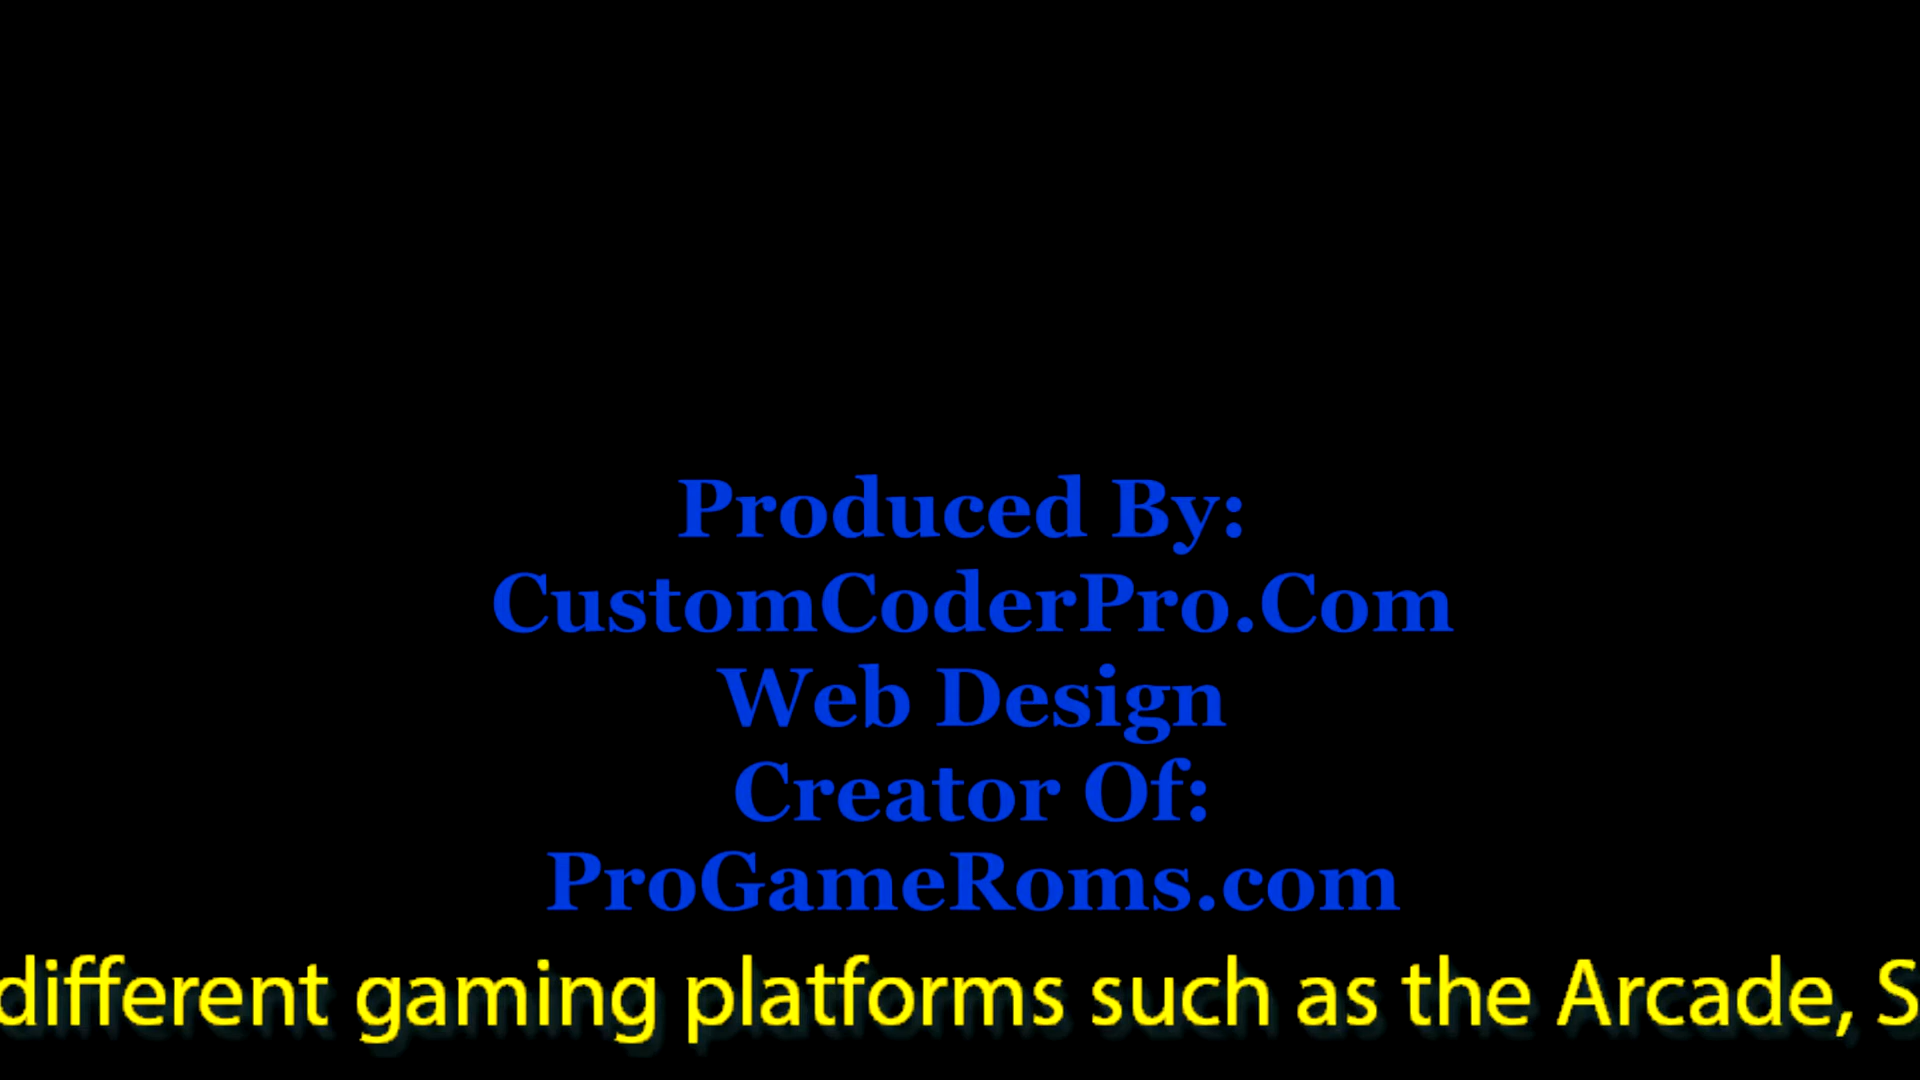 Produced By:
CustomCoderPro.Com
Web Design
Creator Of:
ProGameRoms.com
different gaming platforms such as the Arcade, S